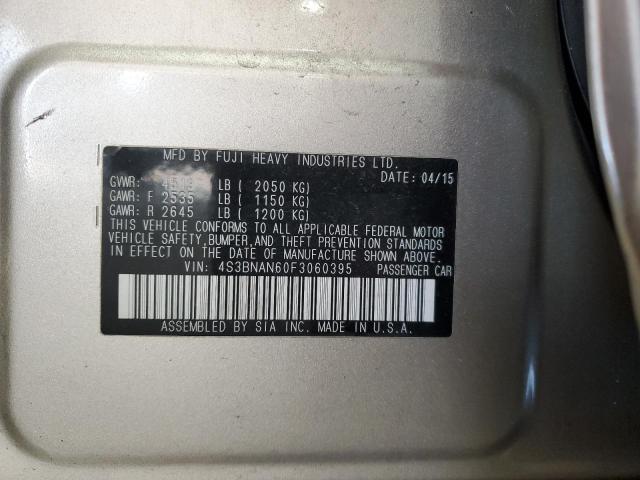 MFD BY FUJI HEAVY INDUSTRIES LTD.
DATE: 04/15
GVWR: LB ( 2050 KG)
GAWR: F 2535 LB ( 1150 KG)
GAWR: R 2645 LB ( 1200 KG)
THIS VEHICLE CONFORMS TO ALL APPLICABLE FEDERAL MOTOR
VEHICLE SAFETY, BUMPER, AND THEFT PREVENTION STANDARDS
IN EFFECT ON THE DATE OF MANUFACTURE SHOWN ABOVE.
VIN: 4S3BNAN60F3060395 PASSENGER CAR
ASSEMBLED BY SIA INC. MADE IN U.S.A.